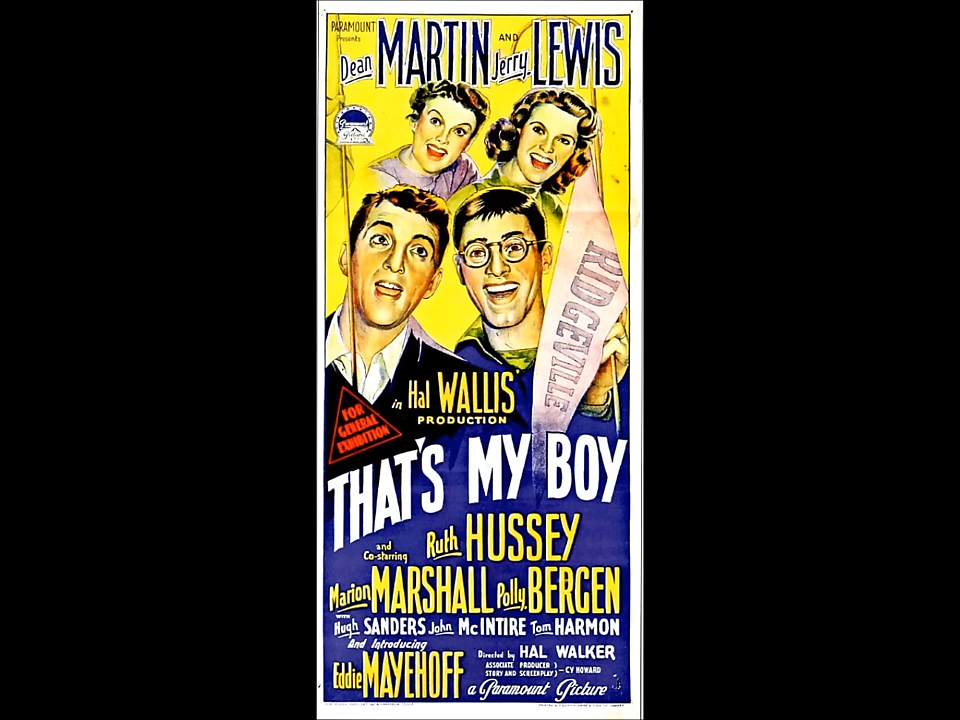 PARAMOUNT
Presents
Dean MARTIN AND Jerry LEWIS
Paramount
Picture
RIDGEVILLE
in Hal WALLIS'
PRODUCTION
FOR
GENERAL
EXHIBITION
THAT'S MY BOY
and
Co-starring Ruth HUSSEY
Marion MARSHALL Polly BERGEN
WITH
Hugh SANDERS John McINTIRE Tom HARMON
And Introducing
Eddie MAYEHOFF
Directed by HAL WALKER
ASSOCIATE PRODUCER }
STORY AND SCREENPLAY } - CY HOWARD
a Paramount Picture